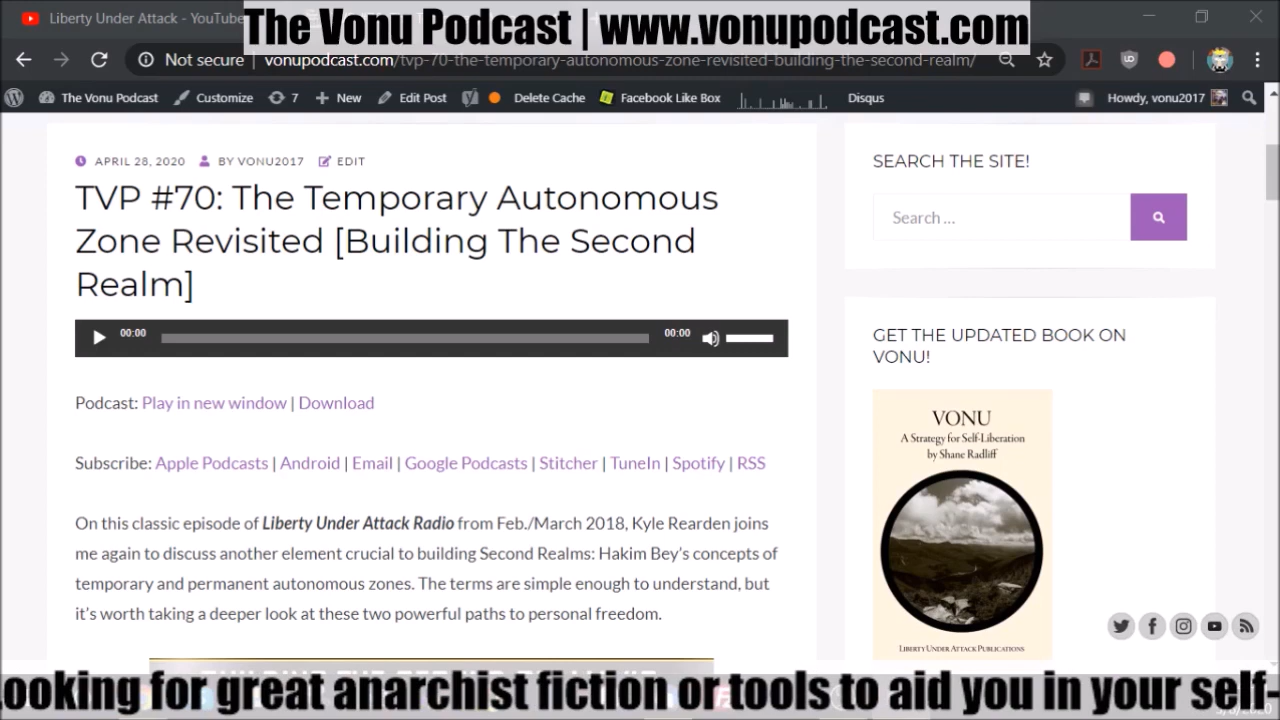 Liberty Under Attack - YouTube
The Vonu Podcast | www.vonupodcast.com
Not secure | vonupodcast.com/tvp-70-the-temporary-autonomous-zone-revisited-building-the-second-realm/
The Vonu Podcast Customize 7 New Edit Post Delete Cache Facebook Like Box Disqus Howdy, vonu2017
APRIL 28, 2020 BY VONU2017 EDIT
TVP #70: The Temporary Autonomous
Zone Revisited [Building The Second
Realm]
00:00 00:00
Podcast: Play in new window | Download
Subscribe: Apple Podcasts | Android | Email | Google Podcasts | Stitcher | TuneIn | Spotify | RSS
On this classic episode of Liberty Under Attack Radio from Feb./March 2018, Kyle Rearden joins
me again to discuss another element crucial to building Second Realms: Hakim Bey's concepts of
temporary and permanent autonomous zones. The terms are simple enough to understand, but
it's worth taking a deeper look at these two powerful paths to personal freedom.
SEARCH THE SITE!
Search ...
GET THE UPDATED BOOK ON
VONU!
VONU
A Strategy for Self-Liberation
by Shane Radliff
LIBERTY UNDER ATTACK PUBLICATIONS
ooking for great anarchist fiction or tools to aid you in your self-